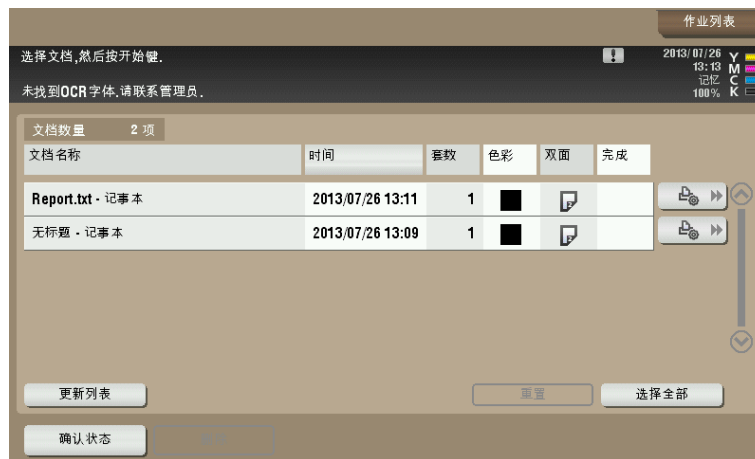 作业列表
选择文档,然后按开始键.
未找到OCR字体.请联系管理员.
2013/07/26
13:13
记忆
100%
Y
M
C
K
文档数量 2 项
文档名称 时间 套数 色彩 双面 完成
Report.txt - 记事本 2013/07/26 13:11 1
无标题 - 记事本 2013/07/26 13:09 1
更新列表 重置 选择全部
确认状态